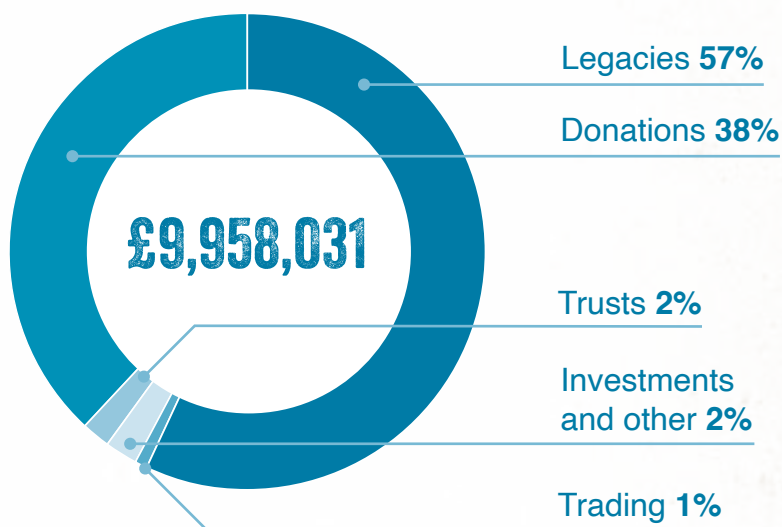 Legacies 57%
Donations 38%
£9,958,031
Trusts 2%
Investments
and other 2%
Trading 1%